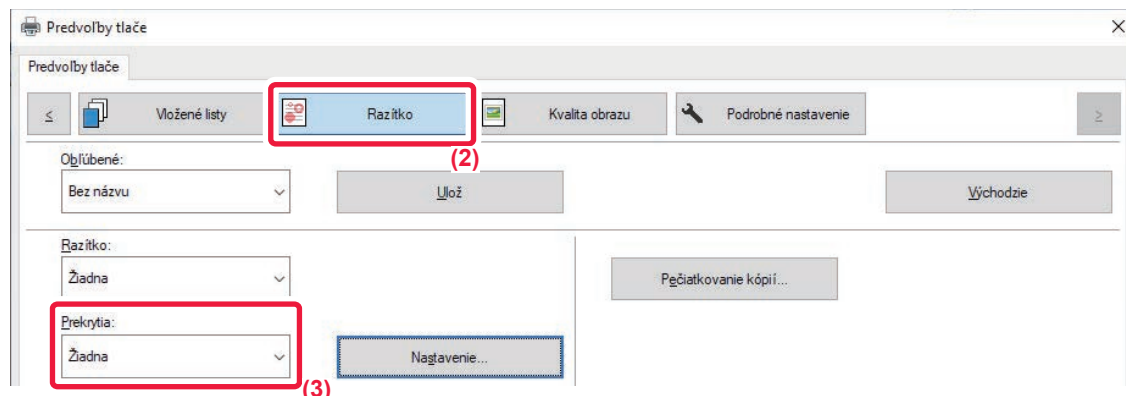 Predvoľby tlače
Predvoľby tlače
≤ Vložené listy Razítko Kvalita obrazu Podrobné nastavenie ≥
(2)
Obľúbené:
Bez názvu Ulož Východzie
Razítko:
Žiadna Pečiatkovanie kópií...
Prekrytia:
Žiadna Nastavenie...
(3)